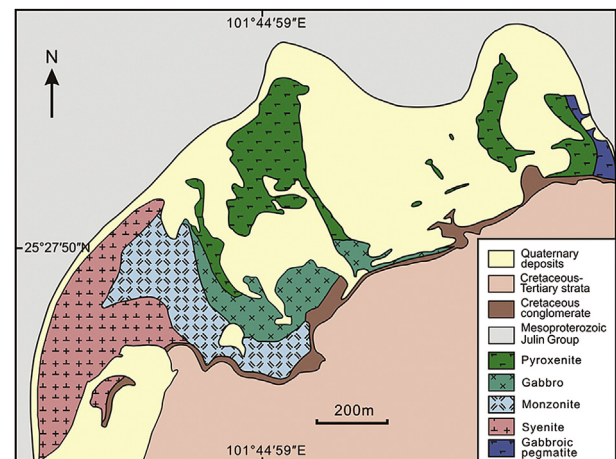 101°44′59″E
N
25°27′50″N
Quaternary
deposits
Cretaceous-
Tertiary strata
Cretaceous
conglomerate
Mesoproterozoic
Julin Group
Pyroxenite
Gabbro
Monzonite
Syenite
Gabbroic
pegmatite
200m
101°44′59″E